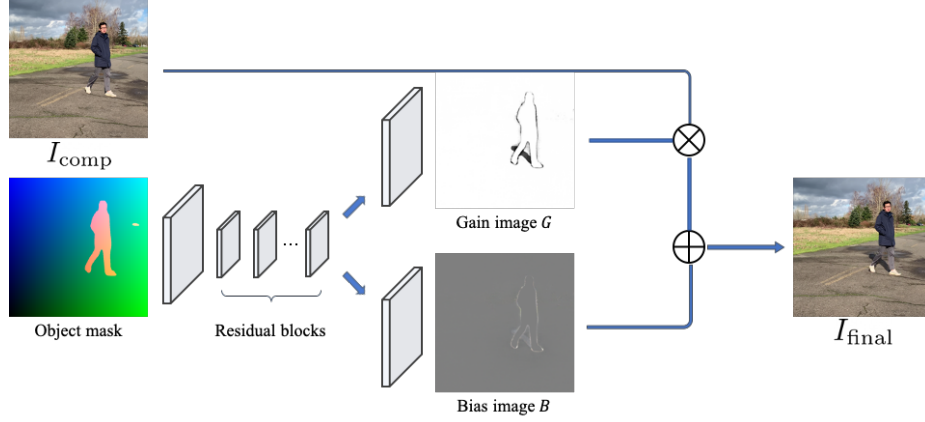 I_comp
Gain image G
Object mask
...
Residual blocks
Bias image B
I_final